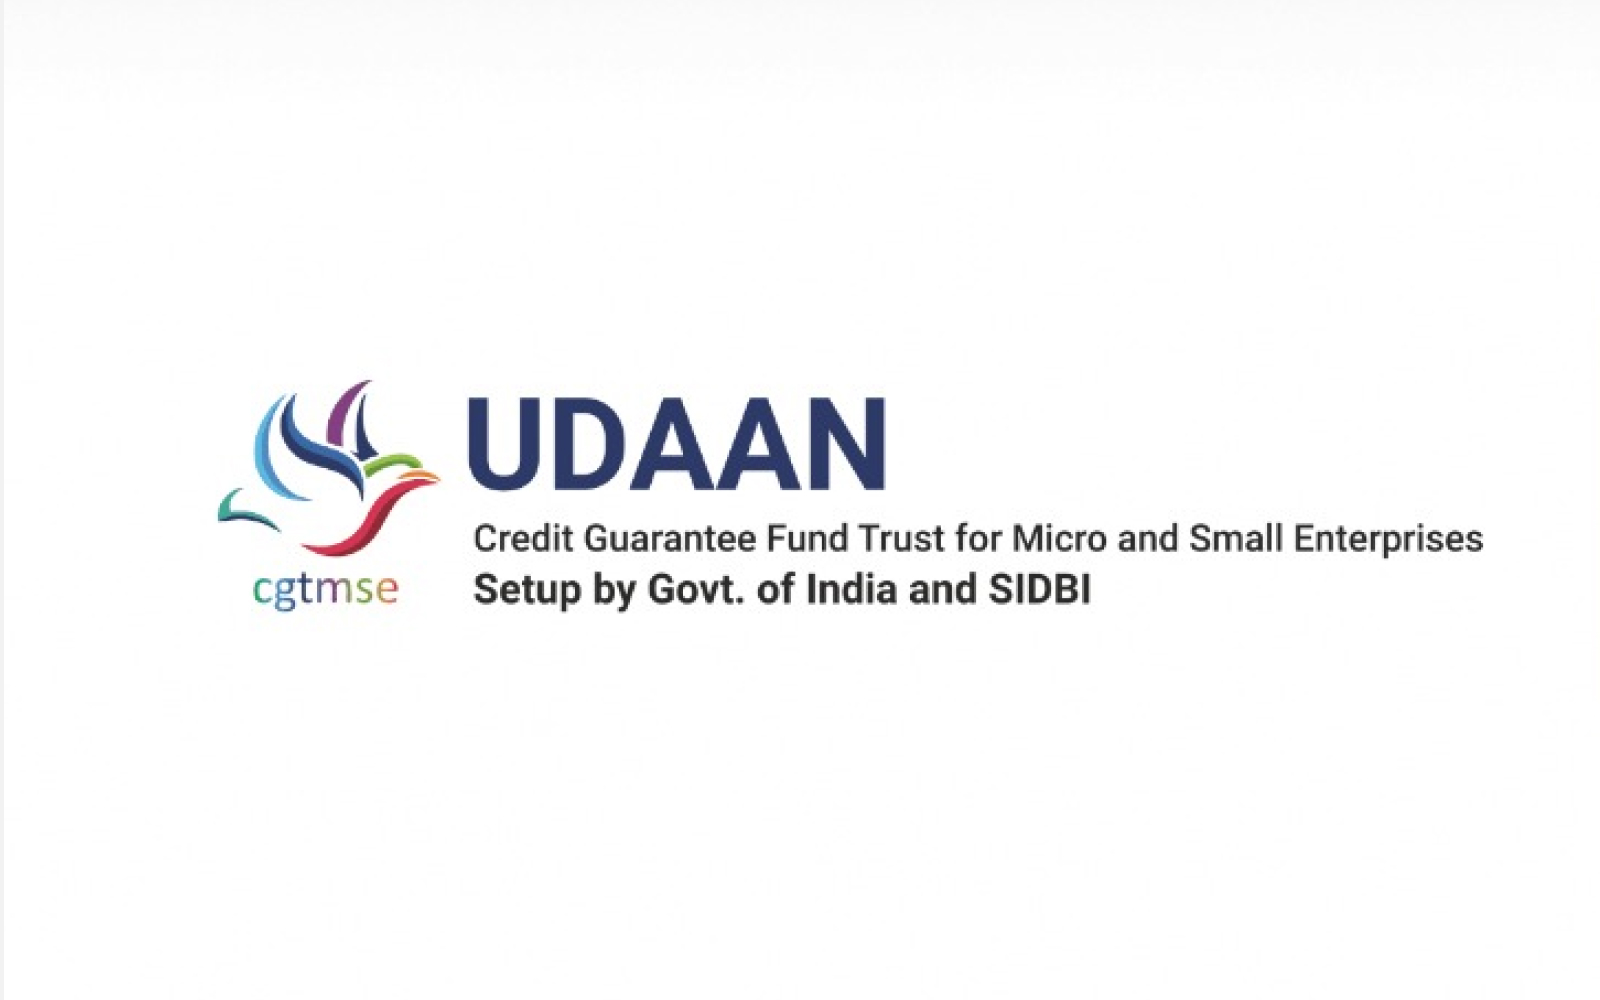 UDAAN
Credit Guarantee Fund Trust for Micro and Small Enterprises
cgtmse
Setup by Govt. of India and SIDBI